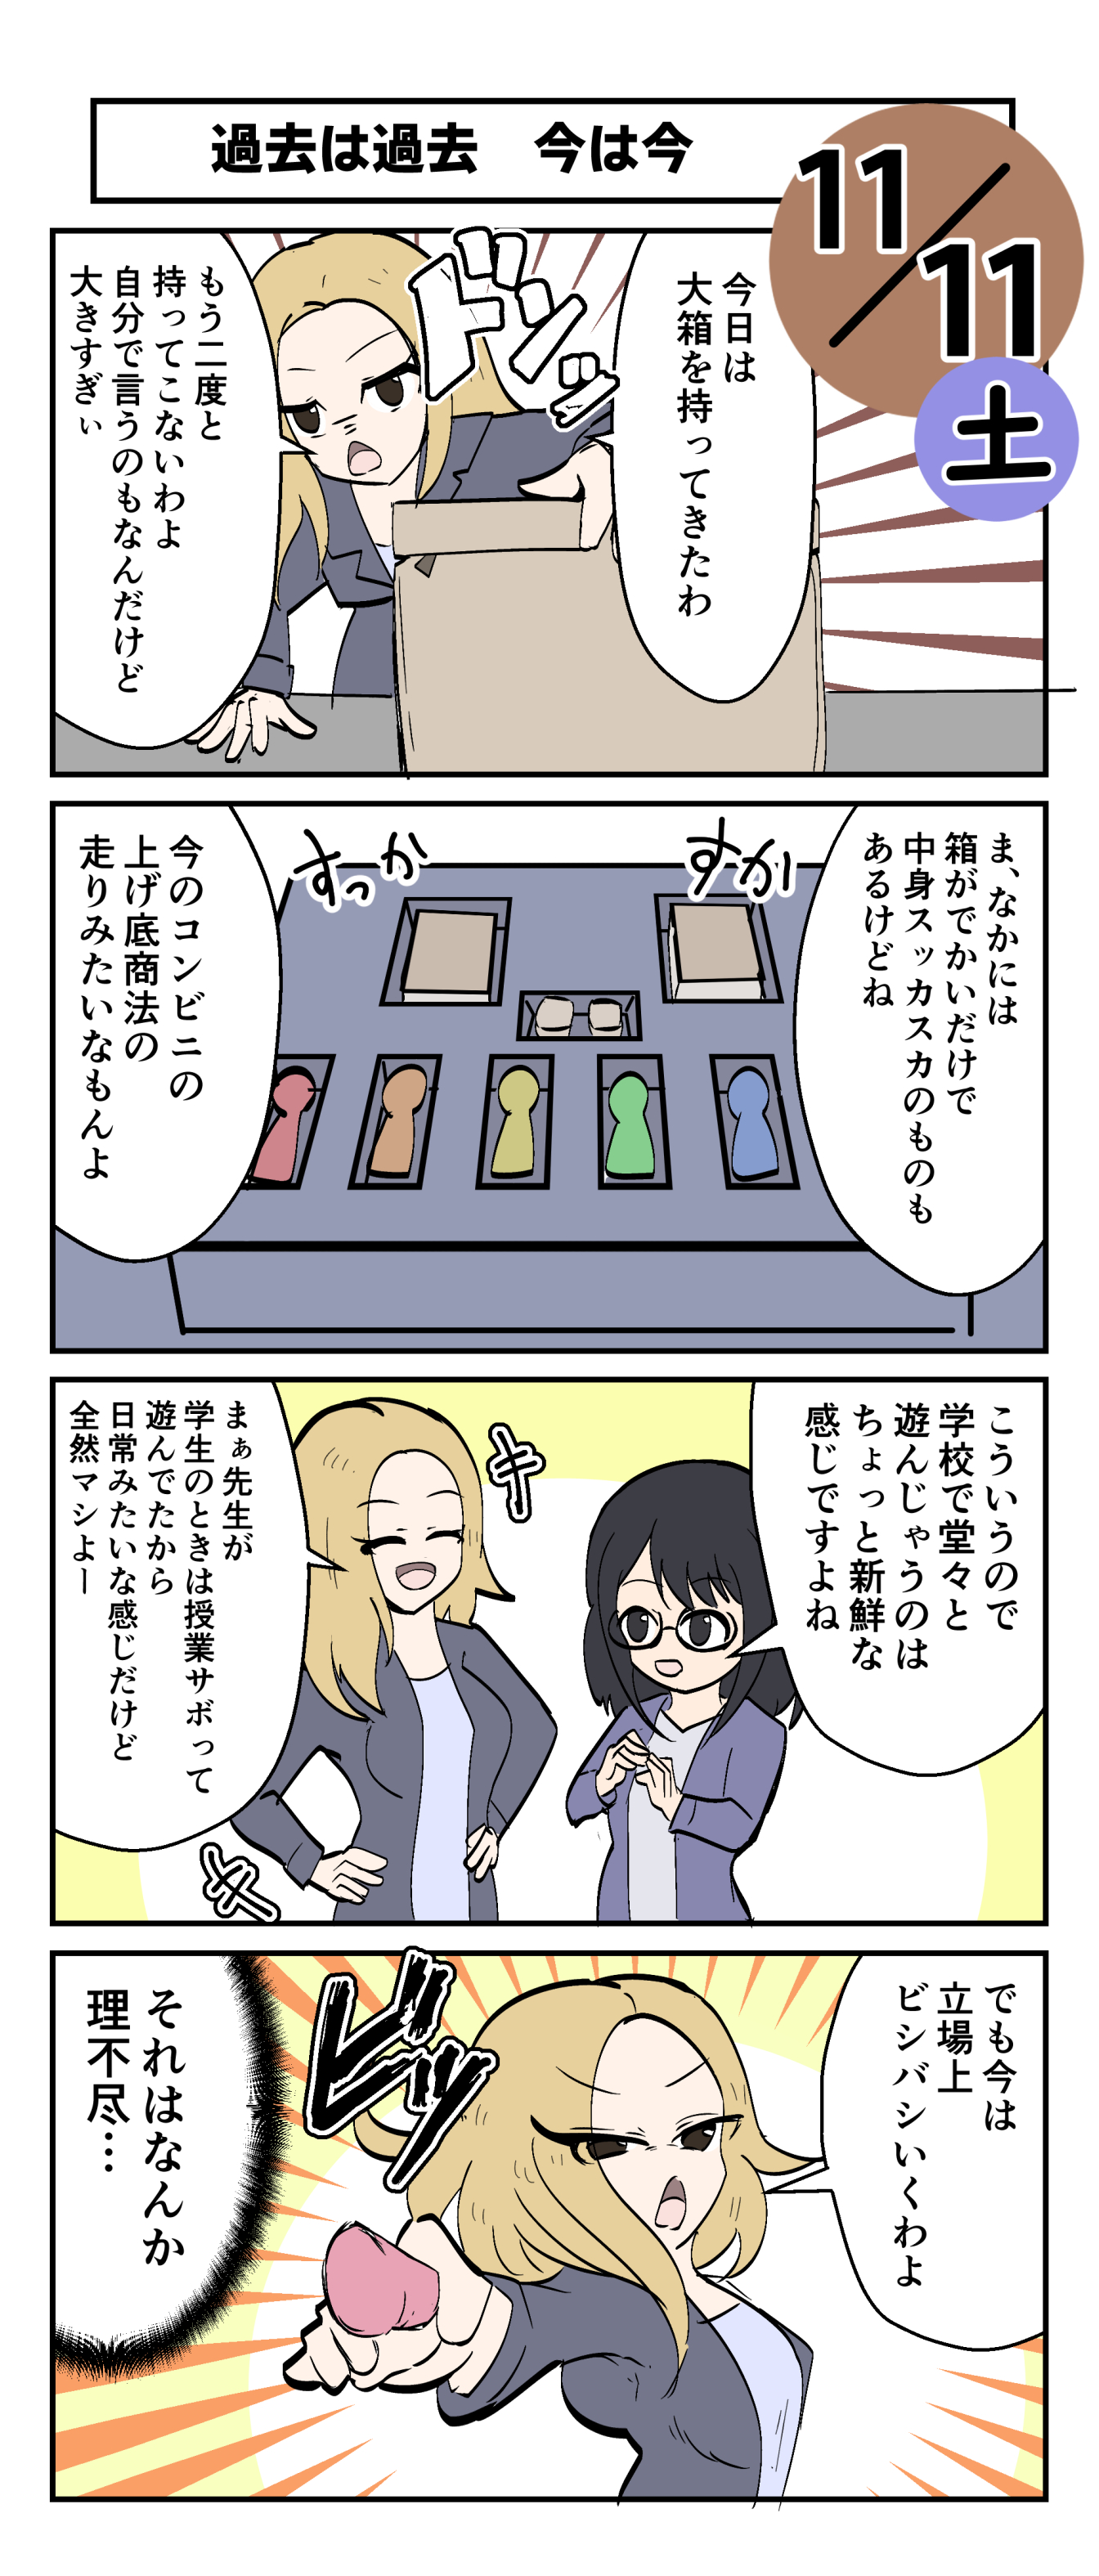 過去は過去 今は今
11/11
土
今日は
大箱を持ってきたわ
ドンッ
もう二度と
持ってこないわよ
自分で言うのもなんだけど
大きすぎぃ
ま、なかには
箱がでかいだけで
中身スッカスカのものも
あるけどね
すか
すっか
今のコンビニの
上げ底商法の
走りみたいなもんよ
こういうので
学校で堂々と
遊んじゃうのは
ちょっと新鮮な
感じですよね
キ
まぁ先生が
学生のときは授業サボって
遊んでたから
日常みたいな感じだけど
全然マシよー
キ
でも今は
立場上
ビシバシいくわよ
ビッ
それはなんか
理不尽…